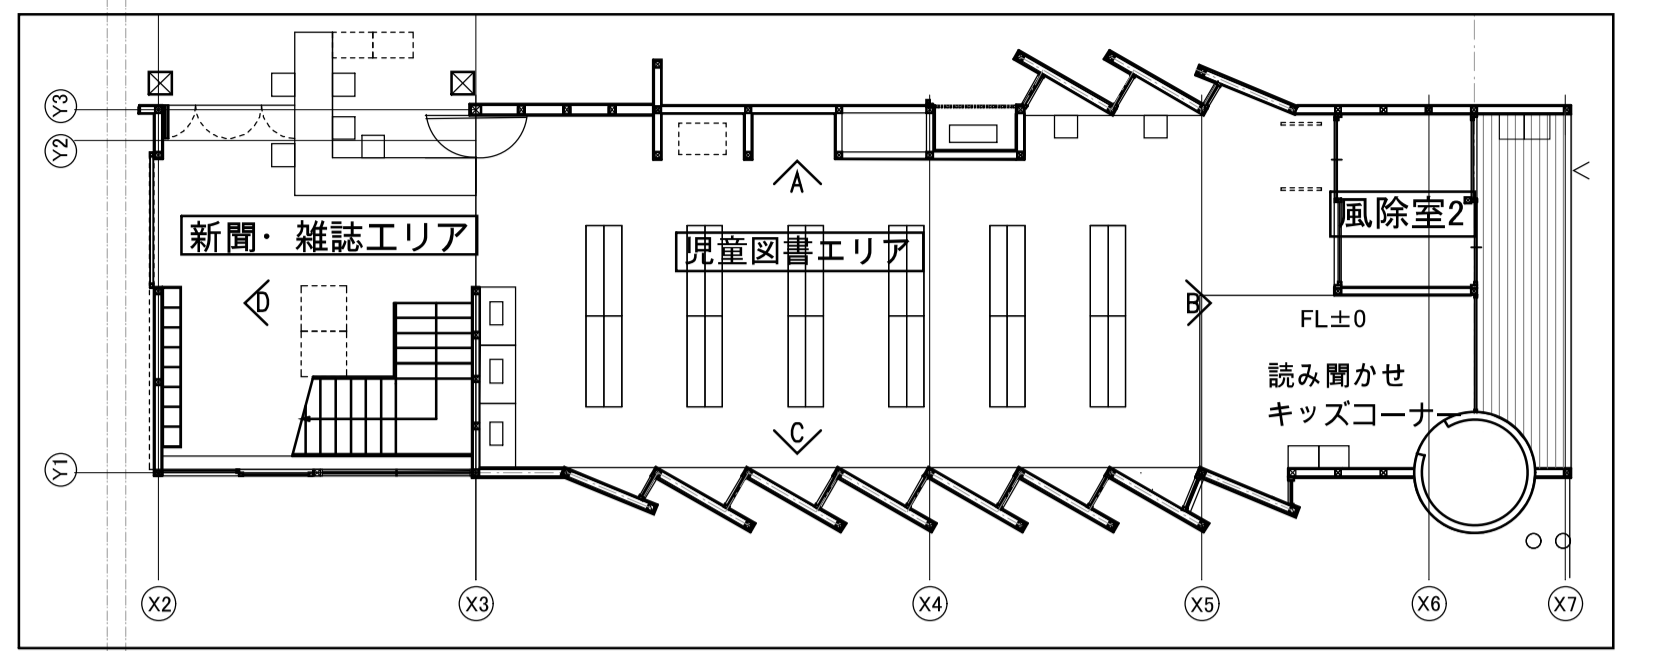 Y3
Y2
A
新聞・雑誌エリア
児童図書エリア
風除室2
D
B
FL±0
読み聞かせ
キッズコーナー
C
Y1
X2
X3
X4
X5
X6
X7